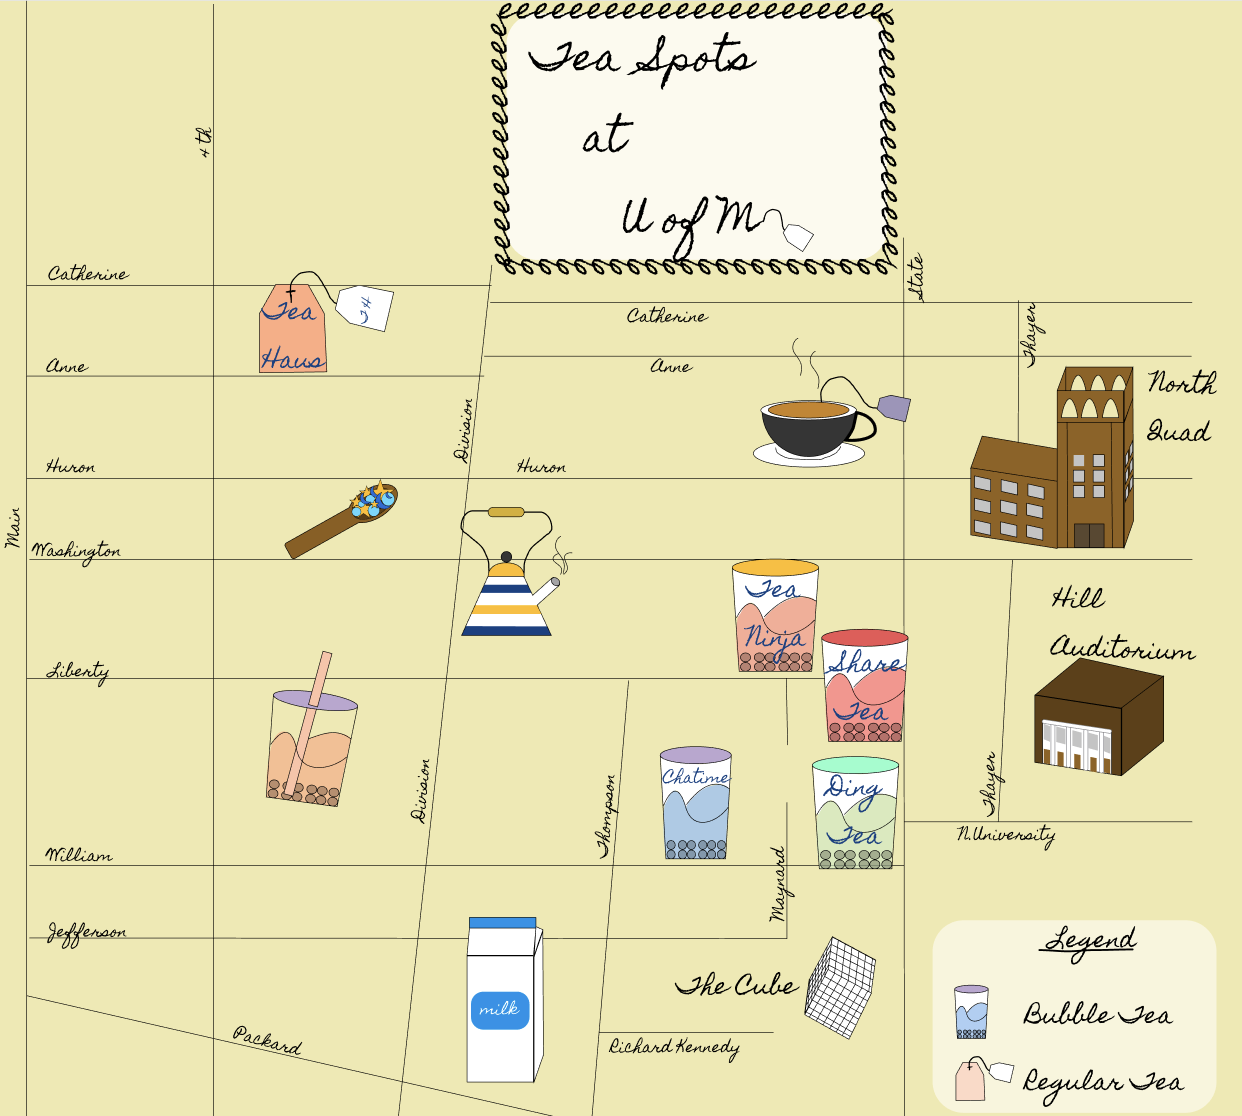 Tea Spots
at
U of M
4th
State
Catherine
TH
Tea
Haus
Catherine
Thayer
Anne
Anne
North
Quad
Division
Huron
Huron
Main
Washington
Tea
Ninja
Hill
Auditorium
Share
Tea
Liberty
Chatime
Ding
Tea
Division
Thompson
Thayer
N.University
William
Maynard
Jefferson
The Cube
milk
Packard
Richard Kennedy
Legend
Bubble Tea
Regular Tea